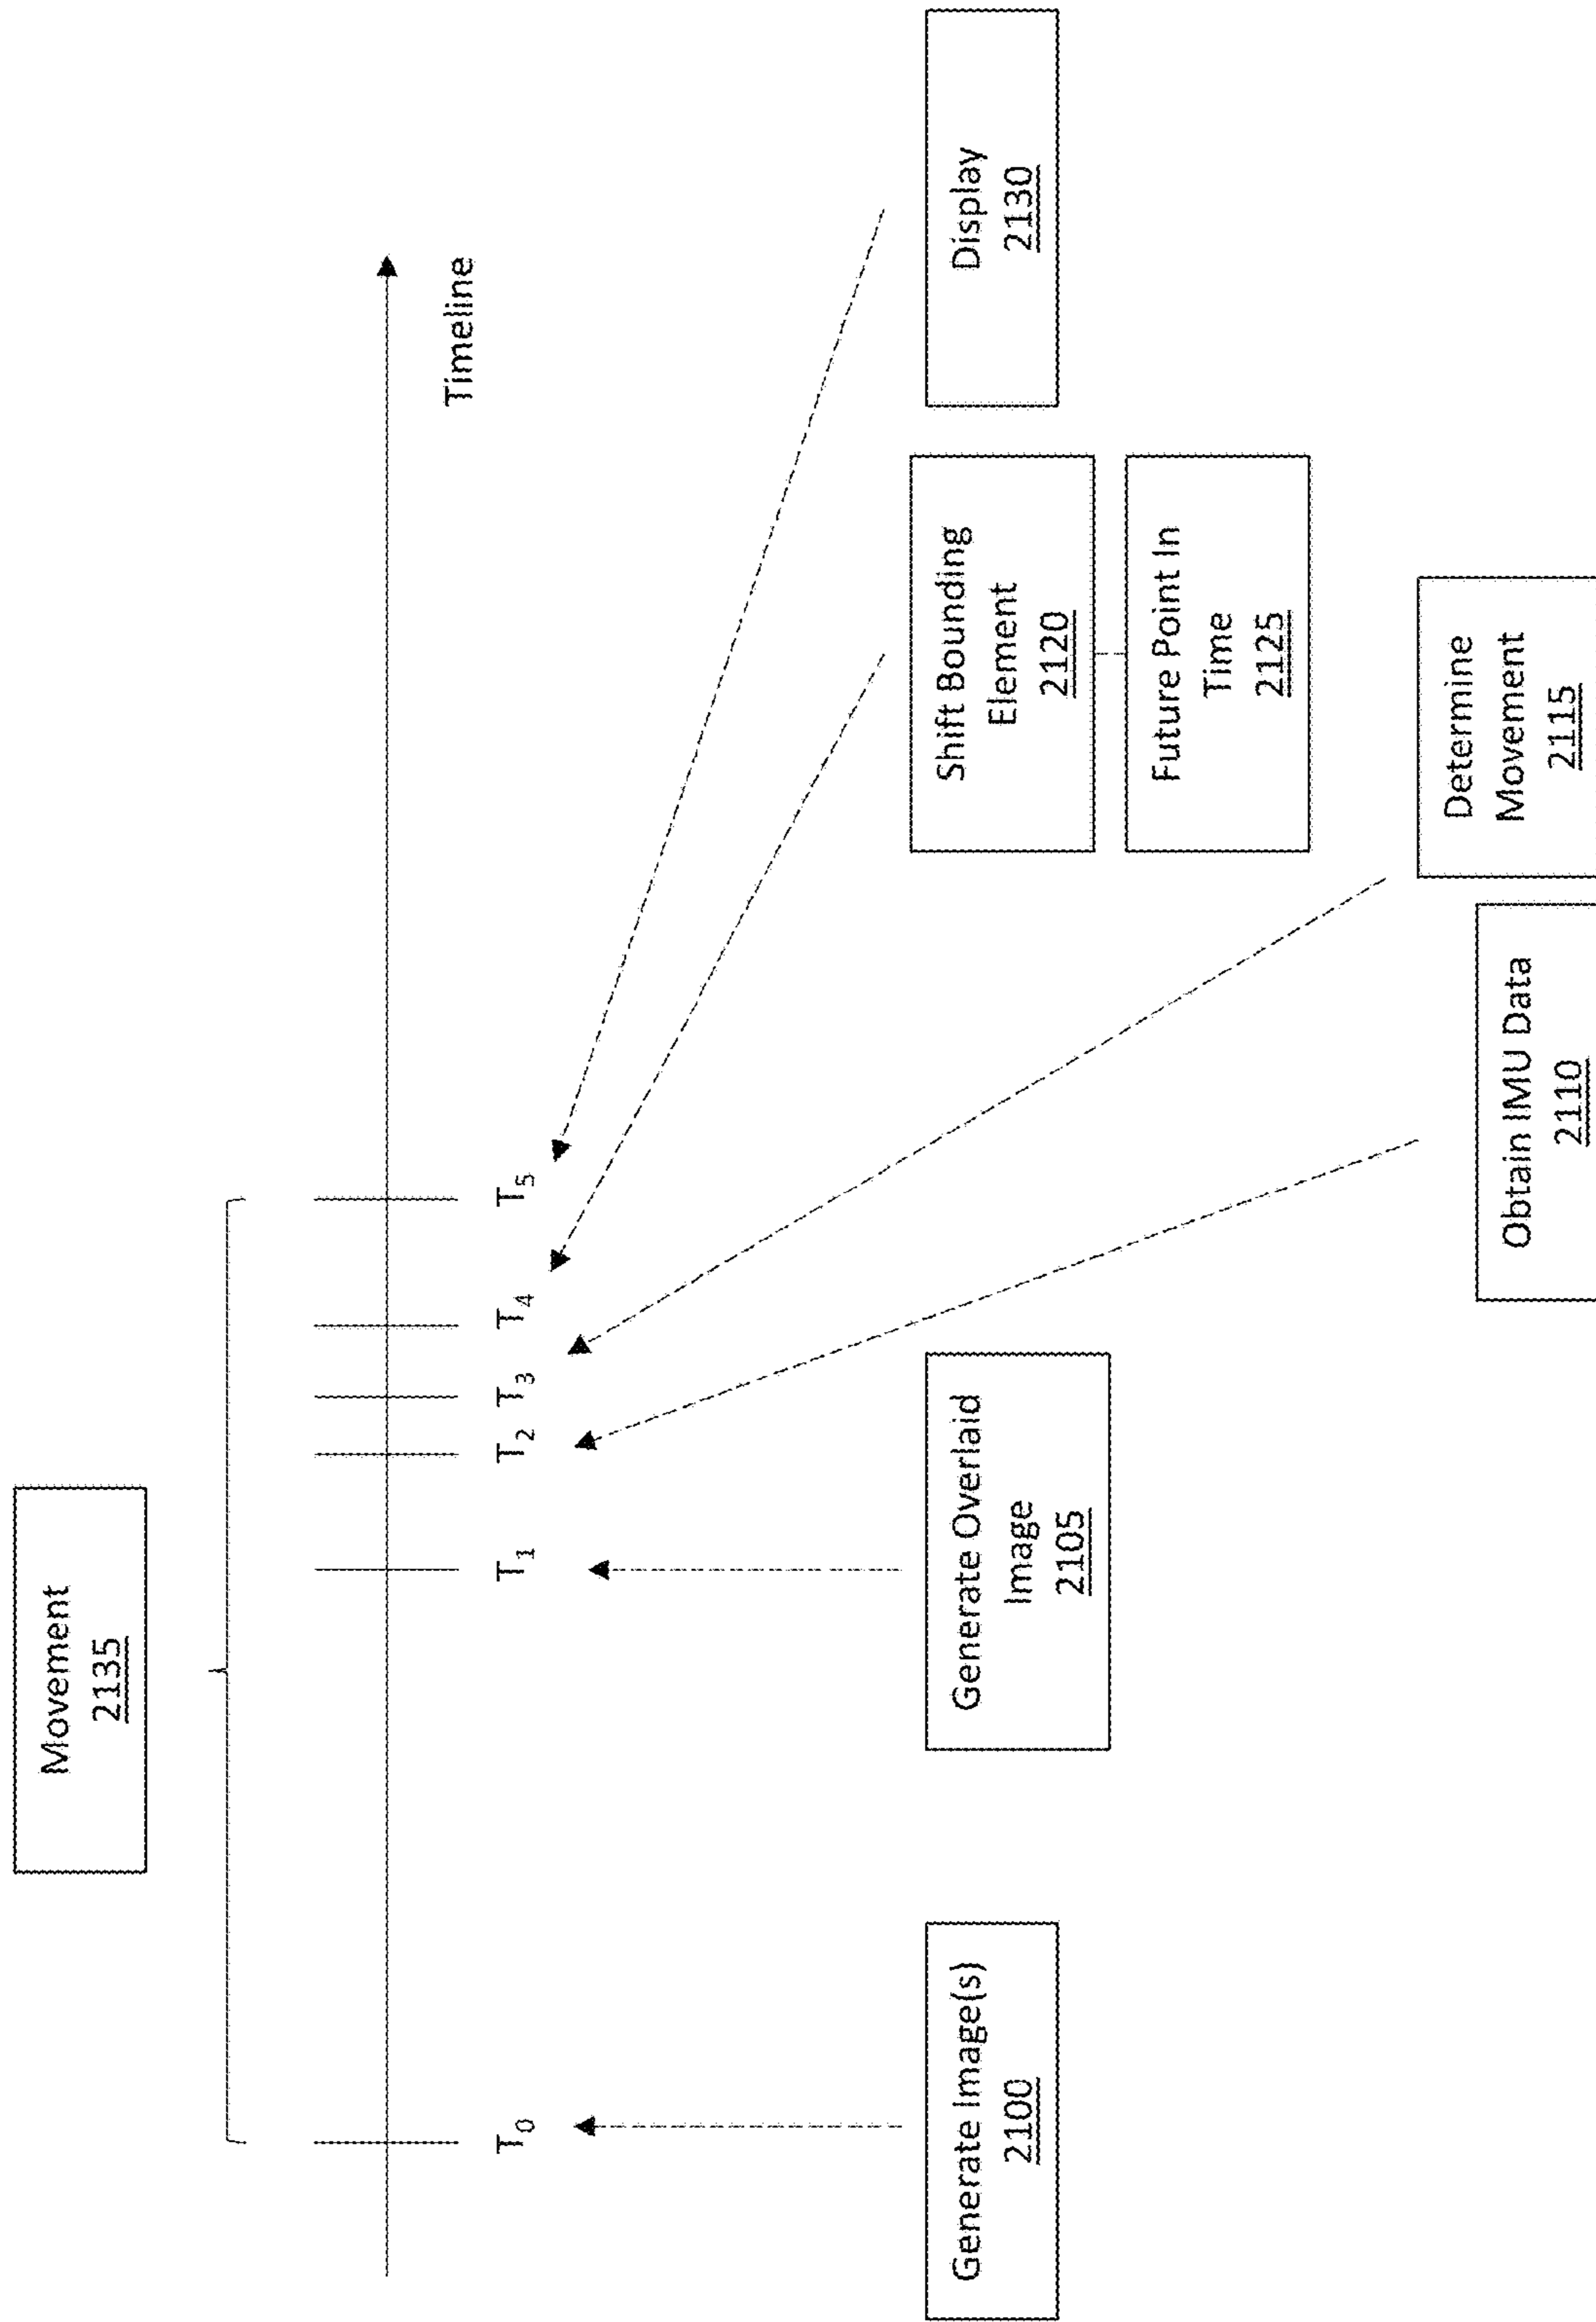 Movement
2135
Timeline
T₀
T₁
T₂
T₃
T₄
T₅
Generate Image(s)
2100
Generate Overlaid
Image
2105
Shift Bounding
Element
2120
Display
2130
Future Point In
Time
2125
Obtain IMU Data
2110
Determine
Movement
2115